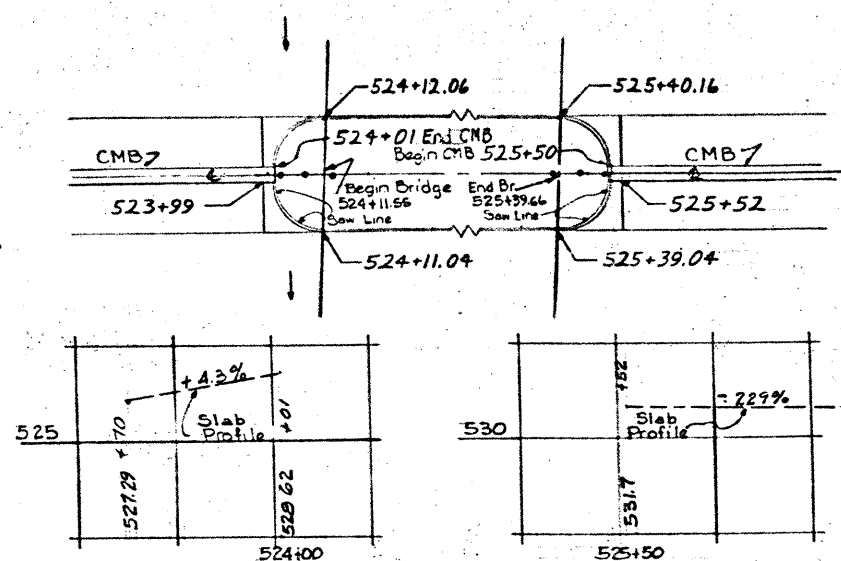 524+12.06
525+40.16
524+01 End CMB
Begin CMB 525+50
CMB
CMB
Begin Bridge
524+11.56
Saw Line
End Br.
525+39.66
Saw Line
523+99
525+52
524+11.04
525+39.04
+4.3%
Slab
Profile
525
527.29 +70
528.62 +01
524+00
+52
-.229%
Slab
Profile
530
531.7
525+50